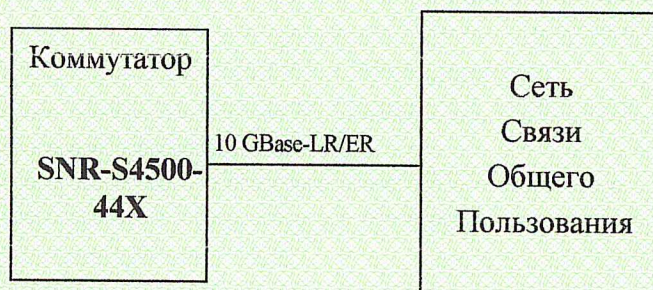 Коммутатор
SNR-S4500-
44X
10 GBase-LR/ER
Сеть
Связи
Общего
Пользования